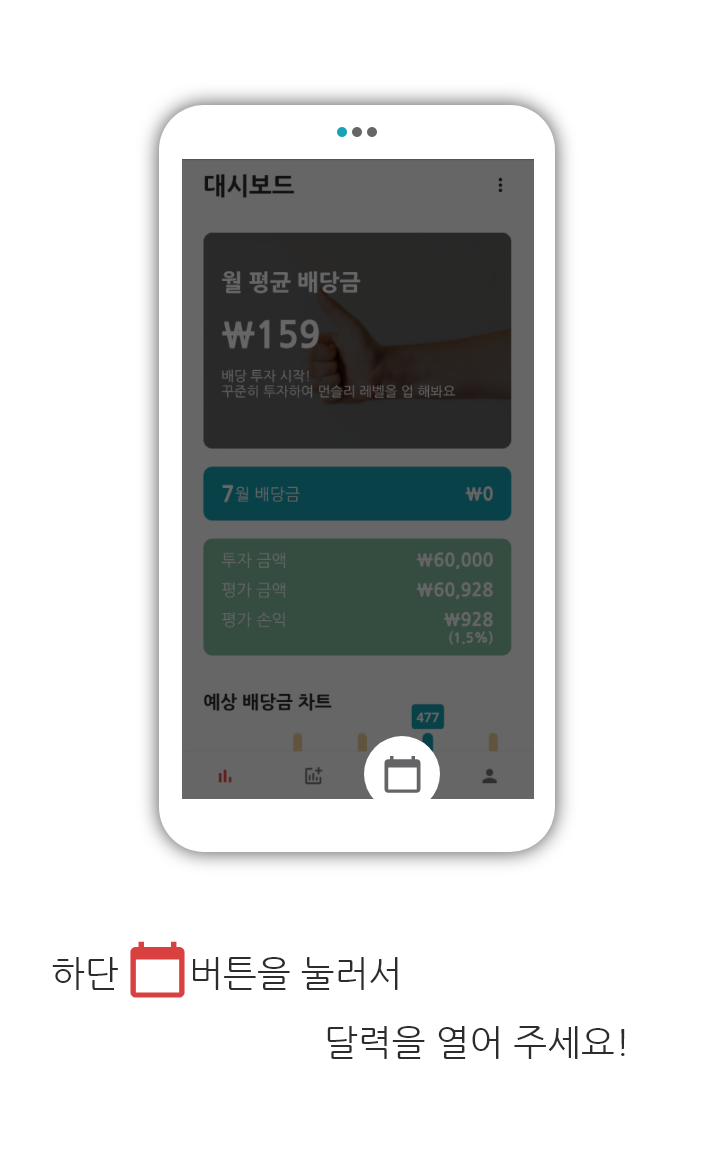 대시보드
월 평균 배당금
₩159
배당 투자 시작!
꾸준히 투자하여 먼슬리 레벨을 업 해봐요
7월 배당금 ₩0
투자 금액 ₩60,000
평가 금액 ₩60,928
평가 손익 ₩928
(1.5%)
예상 배당금 차트
477
하단 버튼을 눌러서
달력을 열어 주세요!